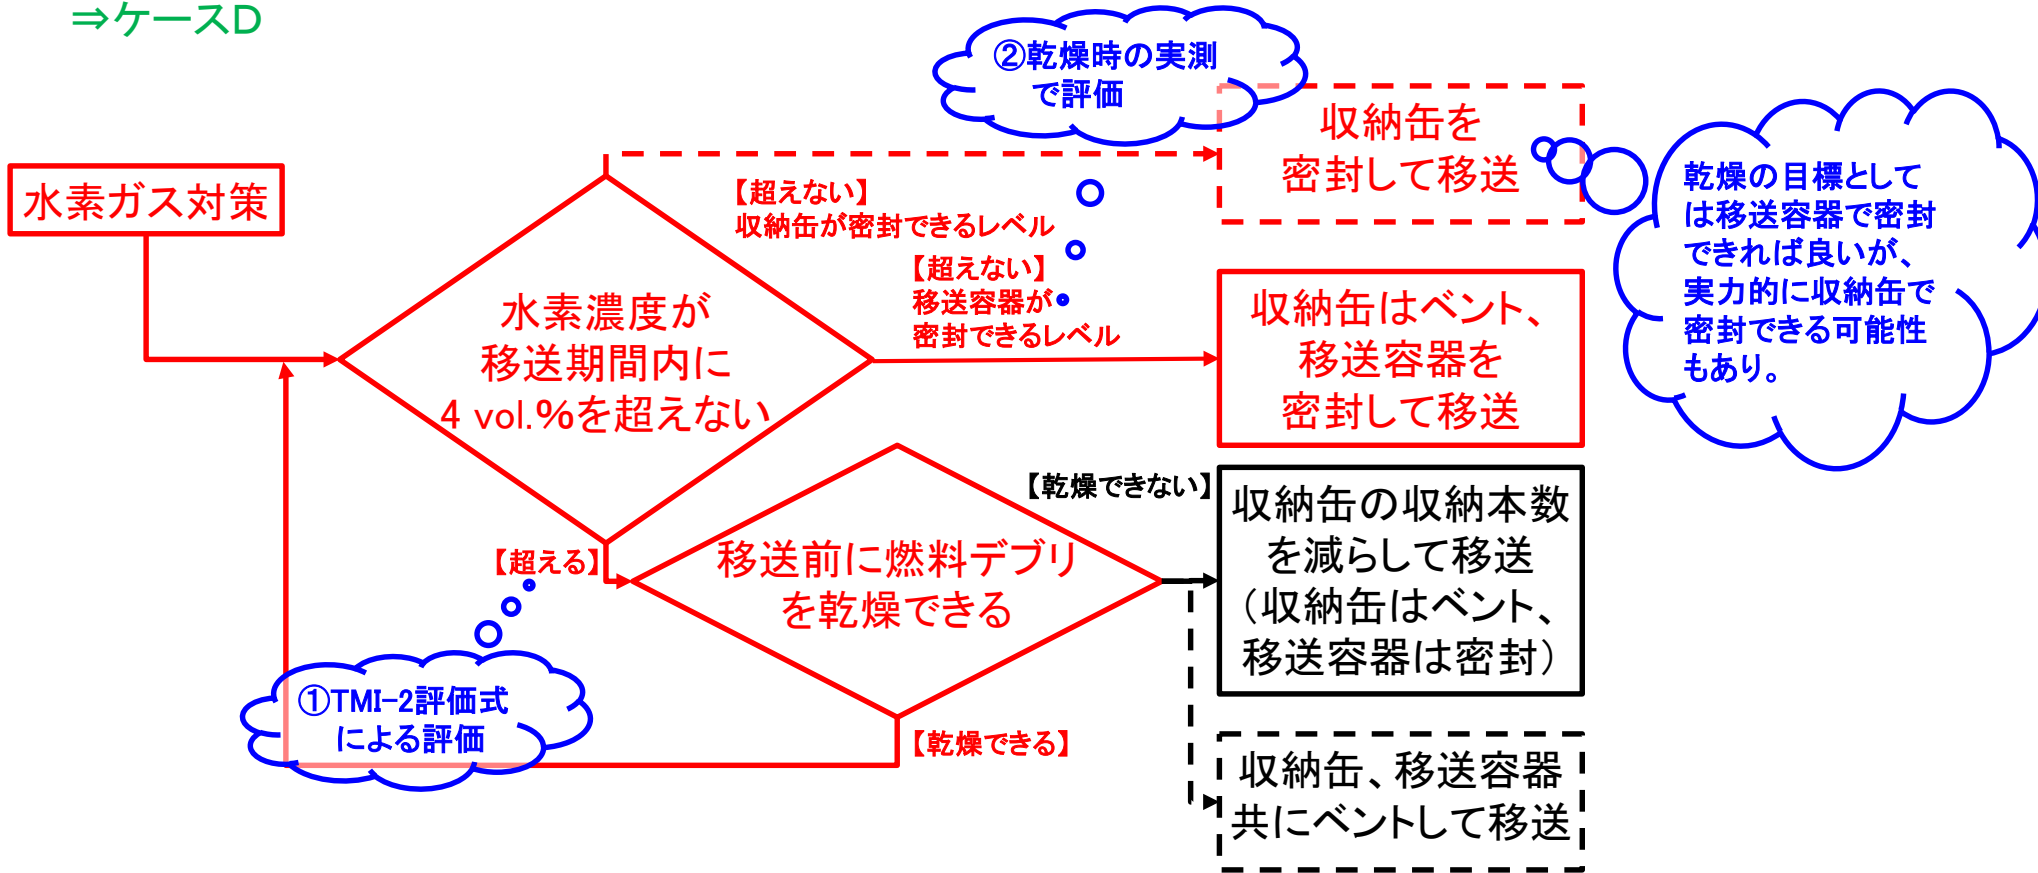 ⇒ケースD
②乾燥時の実測
で評価
収納缶を
密封して移送
水素ガス対策
【超えない】
収納缶が密封できるレベル
乾燥の目標として
は移送容器で密封
できれば良いが、
実力的に収納缶で
密封できる可能性
もあり。
【超えない】
移送容器が
密封できるレベル
水素濃度が
移送期間内に
4 vol.%を超えない
収納缶はベント、
移送容器を
密封して移送
【乾燥できない】
収納缶の収納本数
を減らして移送
(収納缶はベント、
移送容器は密封)
【超える】
移送前に燃料デブリ
を乾燥できる
①TMI-2評価式
による評価
【乾燥できる】
収納缶、移送容器
共にベントして移送